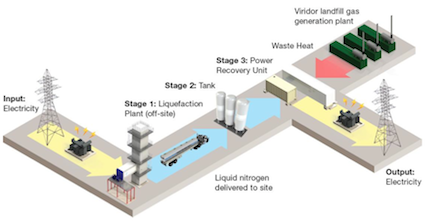 Viridor landfill gas
generation plant
Waste Heat
Stage 3: Power
Recovery Unit
Stage 2: Tank
Stage 1: Liquefaction
Plant (off-site)
Input:
Electricity
Liquid nitrogen
delivered to site
Output:
Electricity